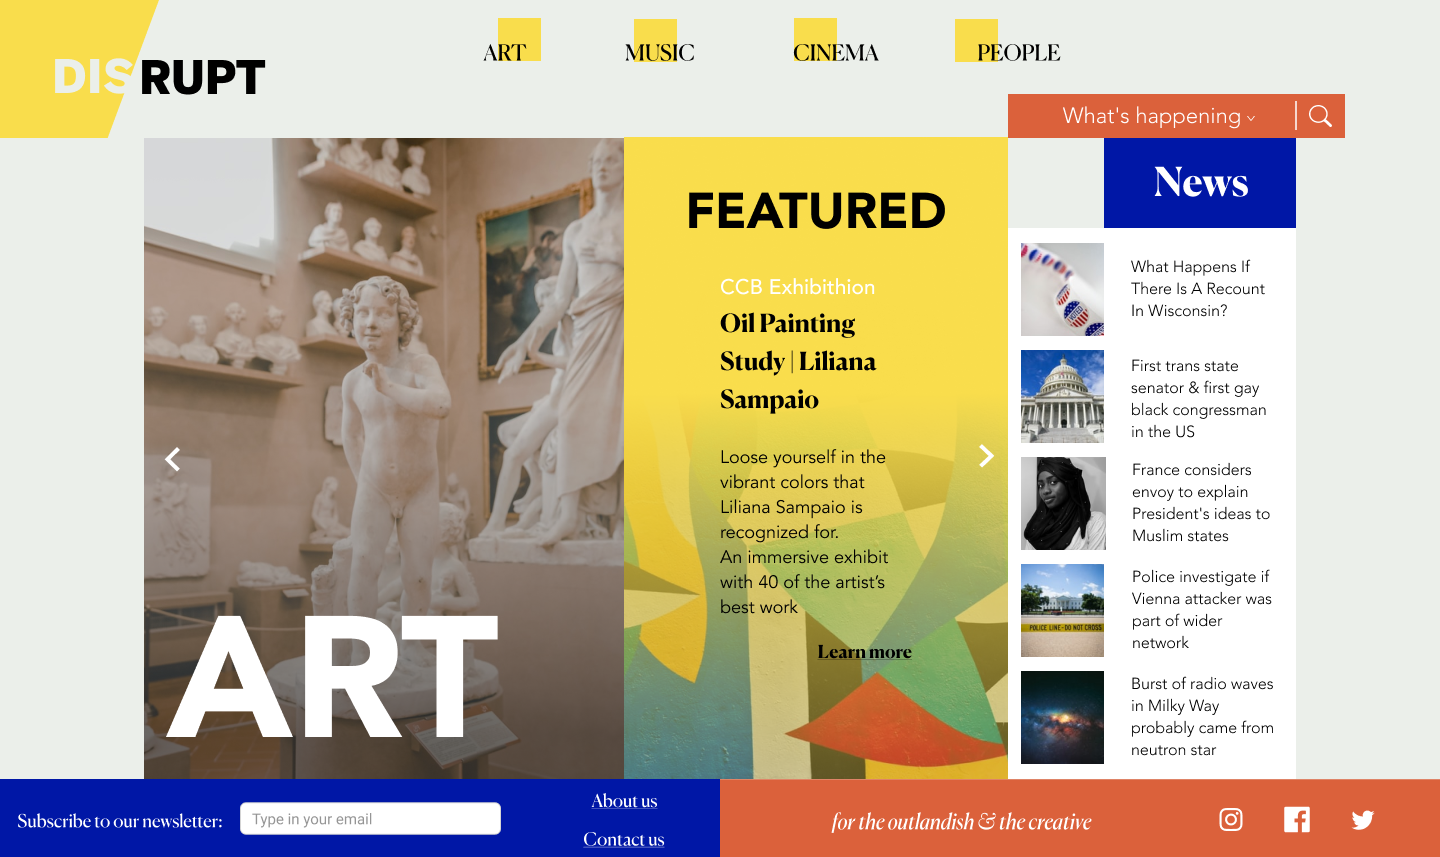 DISRUPT
ART
MUSIC
CINEMA
PEOPLE
What's happening
News
FEATURED
CCB Exhibithion
Oil Painting
Study | Liliana
Sampaio
Loose yourself in the
vibrant colors that
Liliana Sampaio is
recognized for.
An immersive exhibit
with 40 of the artist’s
best work
Learn more
ART
What Happens If
There Is A Recount
In Wisconsin?
VOTED
First trans state
senator & first gay
black congressman
in the US
France considers
envoy to explain
President's ideas to
Muslim states
POLICE LINE-DO NOT CROSS
Police investigate if
Vienna attacker was
part of wider
network
Burst of radio waves
in Milky Way
probably came from
neutron star
Subscribe to our newsletter:
Type in your email
About us
Contact us
for the outlandish & the creative